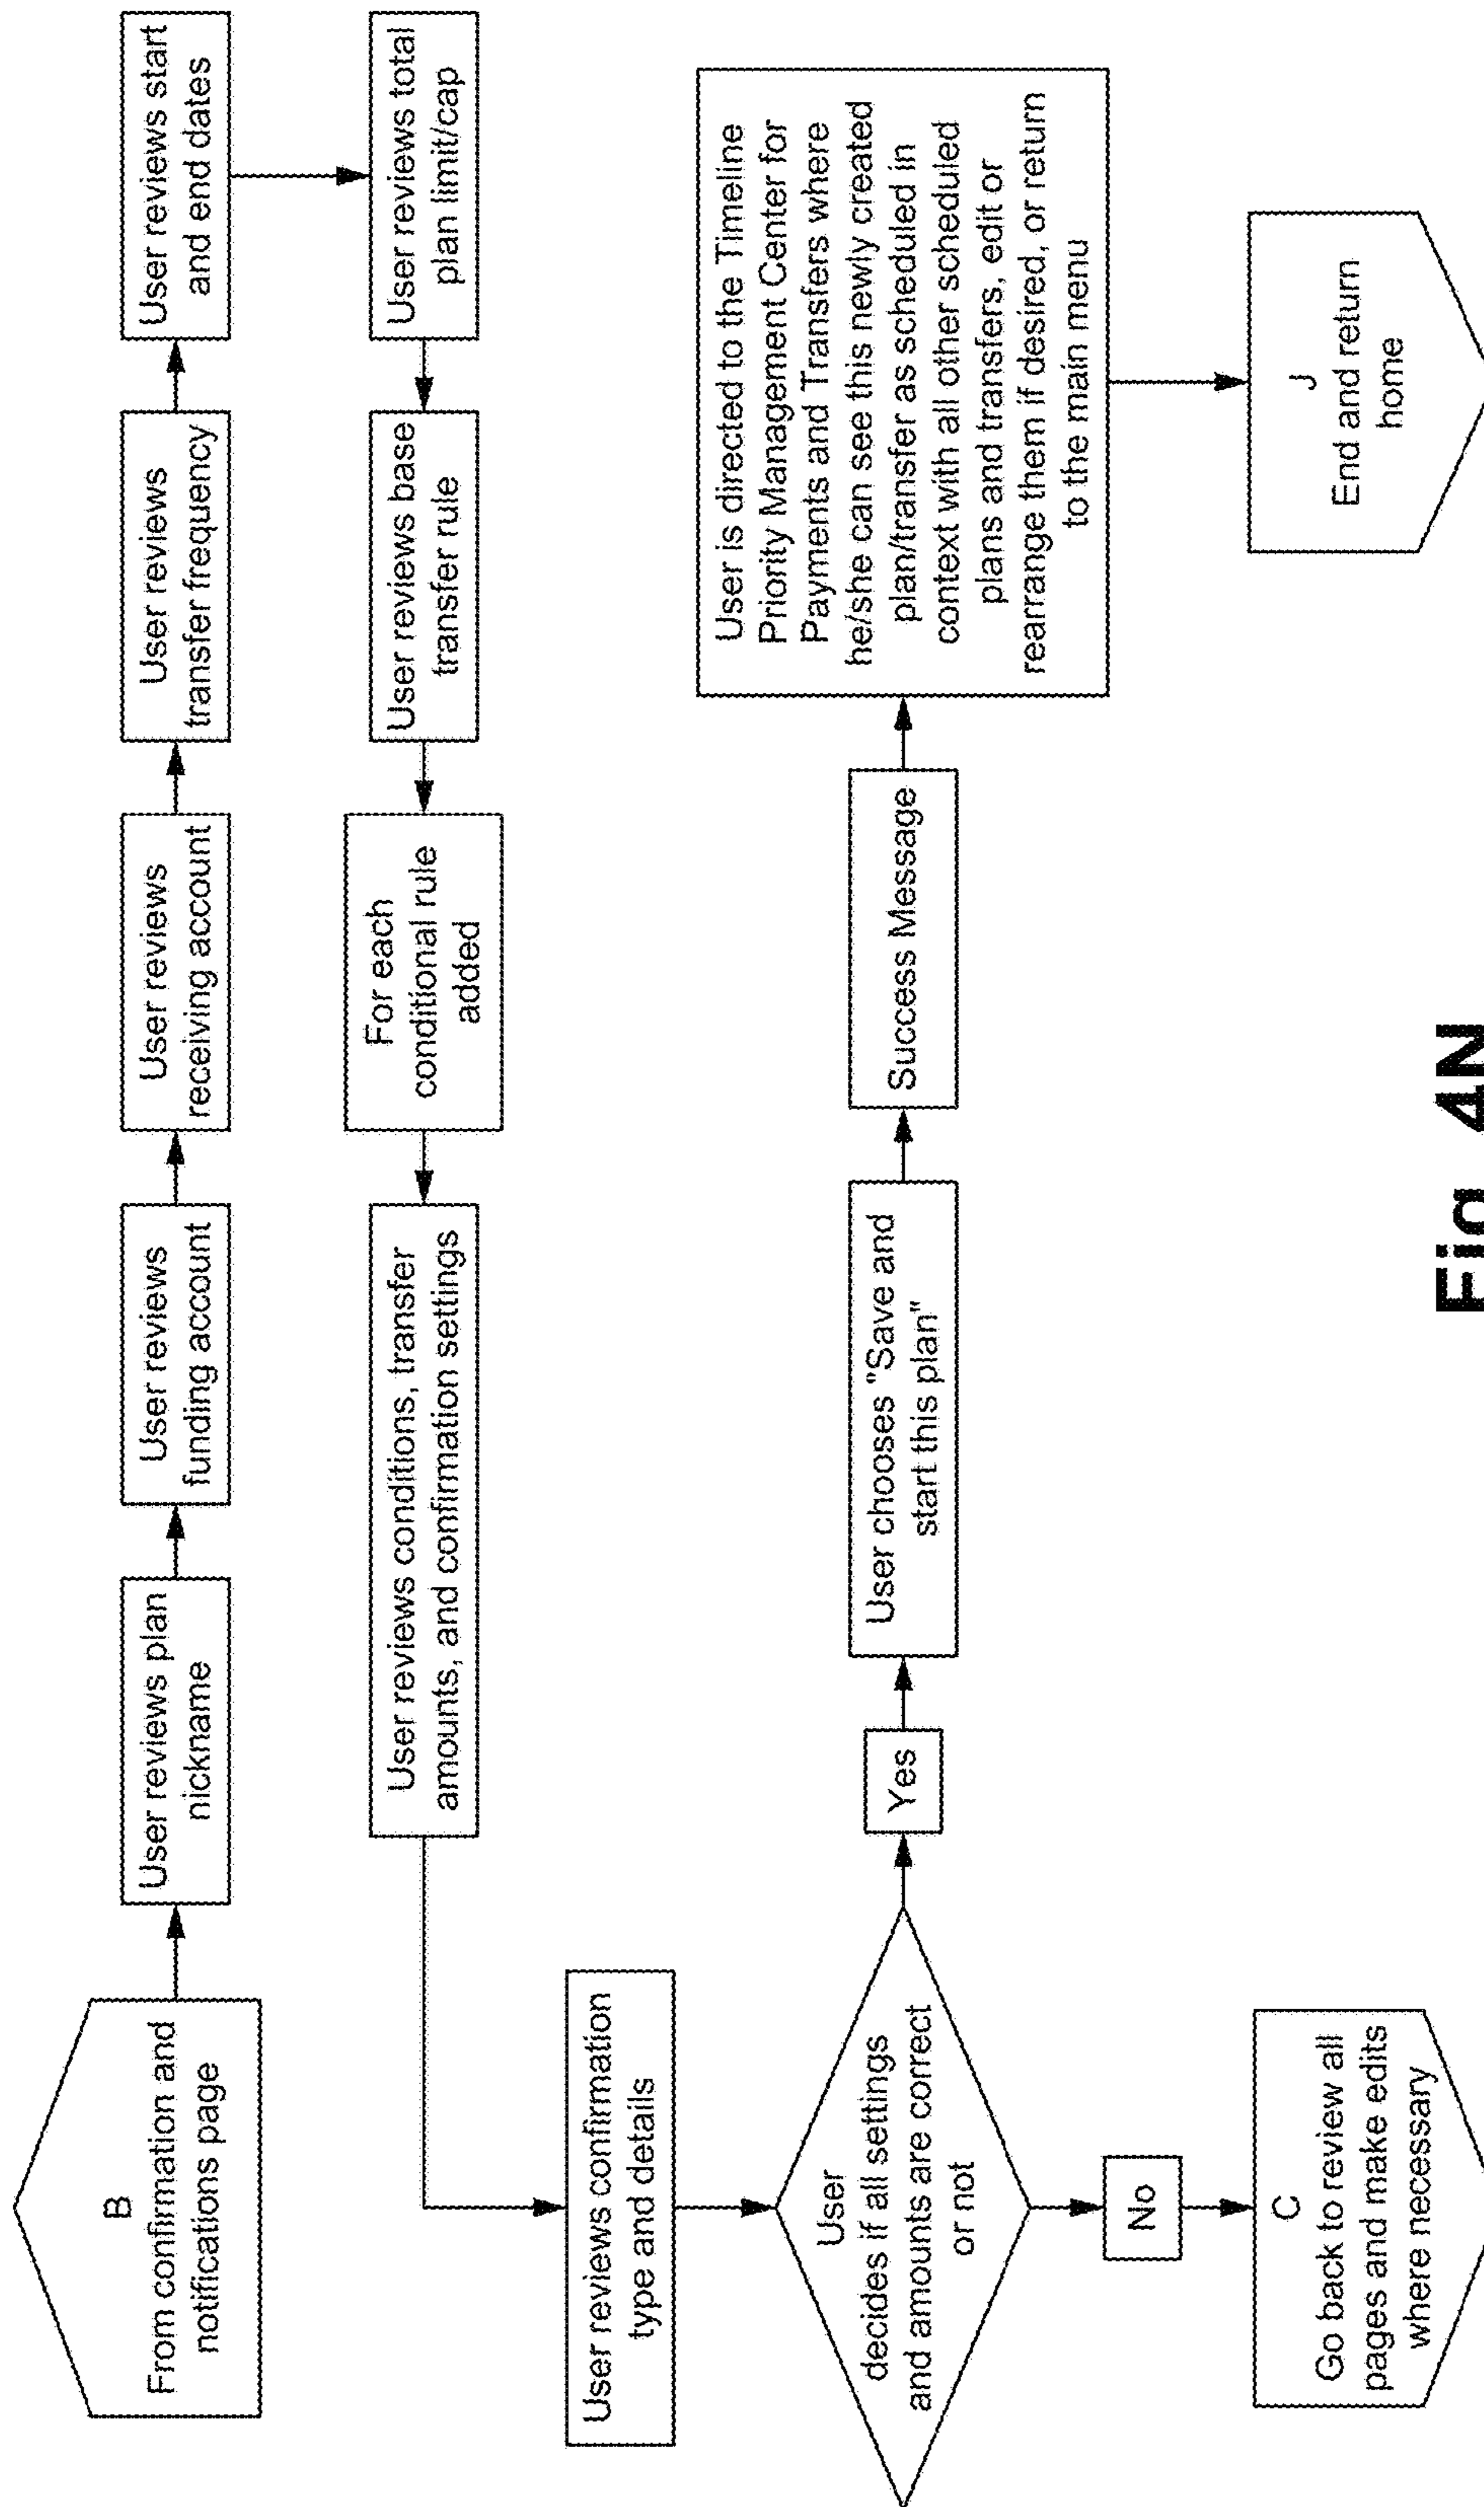 B
From confirmation and
notifications page
User reviews plan
nickname
User reviews
funding account
User reviews
receiving account
User reviews
transfer frequency
User reviews start
and end dates
User reviews total
plan limit/cap
User reviews base
transfer rule
For each
conditional rule
added
User reviews conditions, transfer
amounts, and confirmation settings
User reviews confirmation
type and details
User
decides if all settings
and amounts are correct
or not
Yes
User chooses "Save and
start this plan"
Success Message
User is directed to the Timeline
Priority Management Center for
Payments and Transfers where
he/she can see this newly created
plan/transfer as scheduled in
context with all other scheduled
plans and transfers, edit or
rearrange them if desired, or return
to the main menu
J
End and return
home
No
C
Go back to review all
pages and make edits
where necessary
Fig. 4N